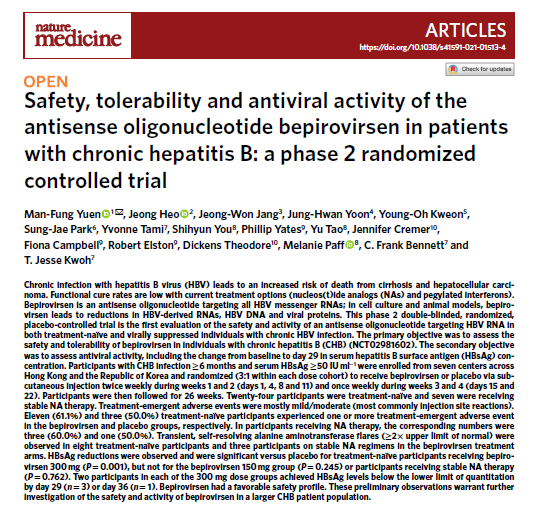 nature
medicine
ARTICLES
https://doi.org/10.1038/s41591-021-01513-4
Check for updates
OPEN
Safety, tolerability and antiviral activity of the
antisense oligonucleotide bepirovirsen in patients
with chronic hepatitis B: a phase 2 randomized
controlled trial
Man-Fung Yuen 1✉, Jeong Heo 2, Jeong-Won Jang3, Jung-Hwan Yoon4, Young-Oh Kweon5,
Sung-Jae Park6, Yvonne Tami7, Shihyun You8, Phillip Yates9, Yu Tao8, Jennifer Cremer10,
Fiona Campbell9, Robert Elston9, Dickens Theodore10, Melanie Paff 8, C. Frank Bennett7 and
T. Jesse Kwoh7
Chronic infection with hepatitis B virus (HBV) leads to an increased risk of death from cirrhosis and hepatocellular carci-
noma. Functional cure rates are low with current treatment options (nucleos(t)ide analogs (NAs) and pegylated interferons).
Bepirovirsen is an antisense oligonucleotide targeting all HBV messenger RNAs; in cell culture and animal models, bepiro-
virsen leads to reductions in HBV-derived RNAs, HBV DNA and viral proteins. This phase 2 double-blinded, randomized,
placebo-controlled trial is the first evaluation of the safety and activity of an antisense oligonucleotide targeting HBV RNA in
both treatment-naïve and virally suppressed individuals with chronic HBV infection. The primary objective was to assess the
safety and tolerability of bepirovirsen in individuals with chronic hepatitis B (CHB) (NCT02981602). The secondary objective
was to assess antiviral activity, including the change from baseline to day 29 in serum hepatitis B surface antigen (HBsAg) con-
centration. Participants with CHB infection ≥6 months and serum HBsAg ≥50 IU ml−1 were enrolled from seven centers across
Hong Kong and the Republic of Korea and randomized (3:1 within each dose cohort) to receive bepirovirsen or placebo via sub-
cutaneous injection twice weekly during weeks 1 and 2 (days 1, 4, 8 and 11) and once weekly during weeks 3 and 4 (days 15 and
22). Participants were then followed for 26 weeks. Twenty-four participants were treatment-naïve and seven were receiving
stable NA therapy. Treatment-emergent adverse events were mostly mild/moderate (most commonly injection site reactions).
Eleven (61.1%) and three (50.0%) treatment-naïve participants experienced one or more treatment-emergent adverse event
in the bepirovirsen and placebo groups, respectively. In participants receiving NA therapy, the corresponding numbers were
three (60.0%) and one (50.0%). Transient, self-resolving alanine aminotransferase flares (≥2× upper limit of normal) were
observed in eight treatment-naïve participants and three participants on stable NA regimens in the bepirovirsen treatment
arms. HBsAg reductions were observed and were significant versus placebo for treatment-naïve participants receiving bepiro-
virsen 300 mg (P = 0.001), but not for the bepirovirsen 150 mg group (P = 0.245) or participants receiving stable NA therapy
(P = 0.762). Two participants in each of the 300 mg dose groups achieved HBsAg levels below the lower limit of quantitation
by day 29 (n = 3) or day 36 (n = 1). Bepirovirsen had a favorable safety profile. These preliminary observations warrant further
investigation of the safety and activity of bepirovirsen in a larger CHB patient population.